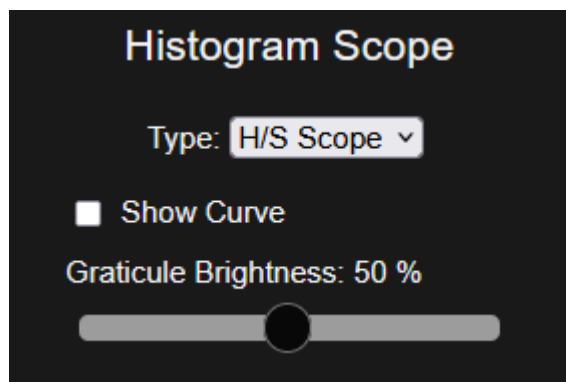 Histogram Scope
Type: H/S Scope
Show Curve
Graticule Brightness: 50 %